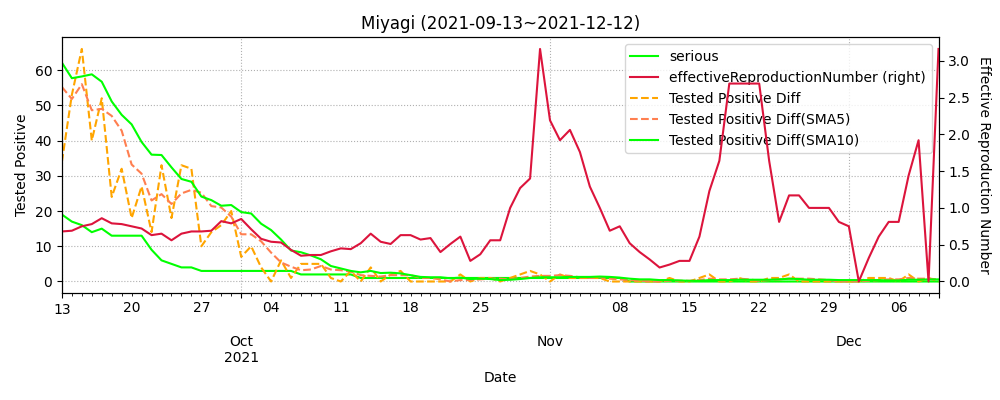 Miyagi (2021-09-13~2021-12-12)
serious
effectiveReproductionNumber (right)
Tested Positive Diff
Tested Positive Diff(SMA5)
Tested Positive Diff(SMA10)
Tested Positive
60
50
40
30
20
10
0
3.0
2.5
2.0
1.5
1.0
0.5
0.0
Effective Reproduction Number
13 20 27 04 11 18 25 08 15 22 29 06
Oct Nov Dec
2021
Date